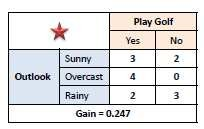 Play Golf
Yes No
Sunny 3 2
Outlook Overcast 4 0
Rainy 2 3
Gain = 0.247